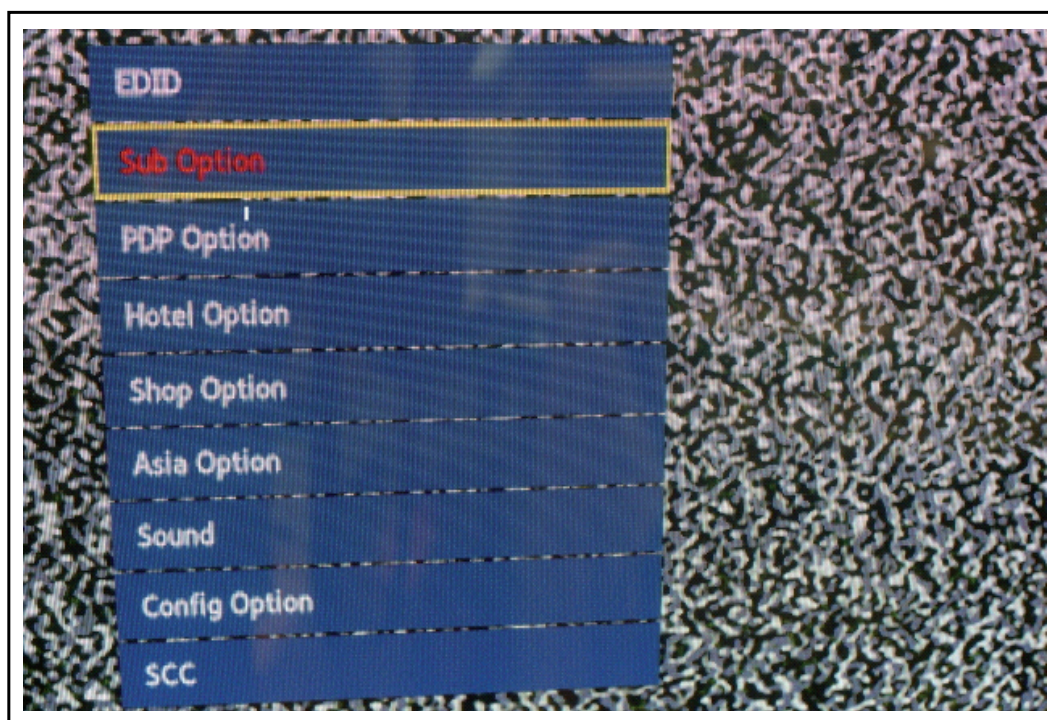 EDID
Sub Option
PDP Option
Hotel Option
Shop Option
Asia Option
Sound
Config Option
SCC